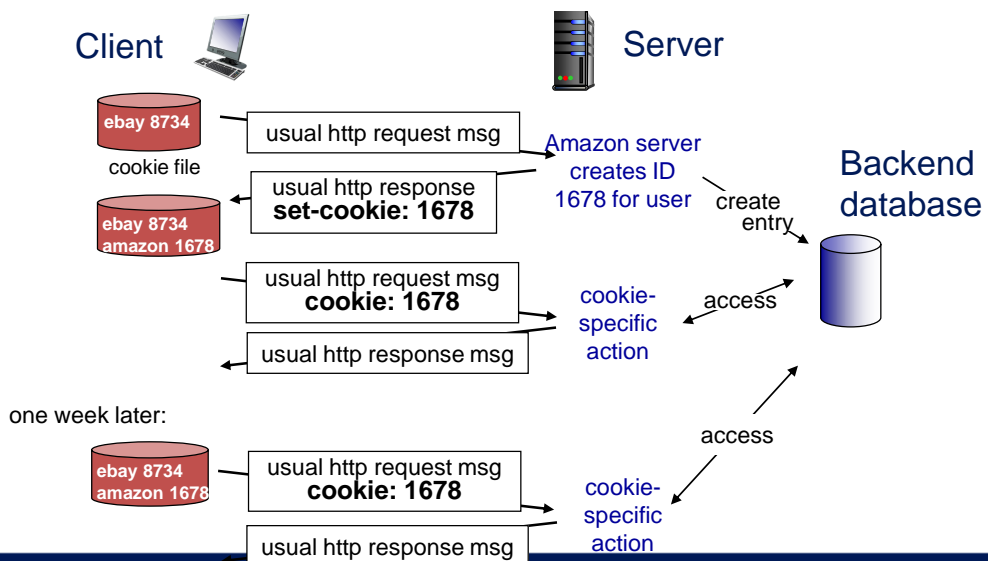 Client
Server
ebay 8734
cookie file
usual http request msg
Amazon server
creates ID
1678 for user
create
entry
Backend
database
usual http response
set-cookie: 1678
ebay 8734
amazon 1678
usual http request msg
cookie: 1678
cookie-
specific
action
access
usual http response msg
one week later:
access
ebay 8734
amazon 1678
usual http request msg
cookie: 1678
cookie-
specific
action
usual http response msg